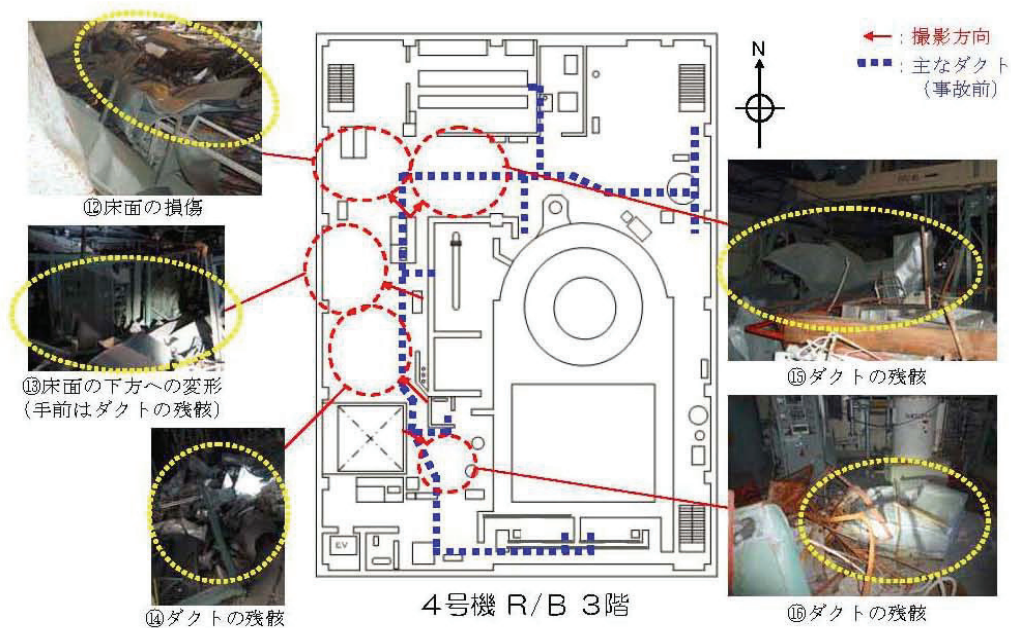 ⑫床面の損傷
⑬床面の下方への変形
(手前はダクトの残骸)
⑭ダクトの残骸
N
EV
4号機 R/B 3階
:撮影方向
:主なダクト
(事故前)
⑮ダクトの残骸
⑯ダクトの残骸